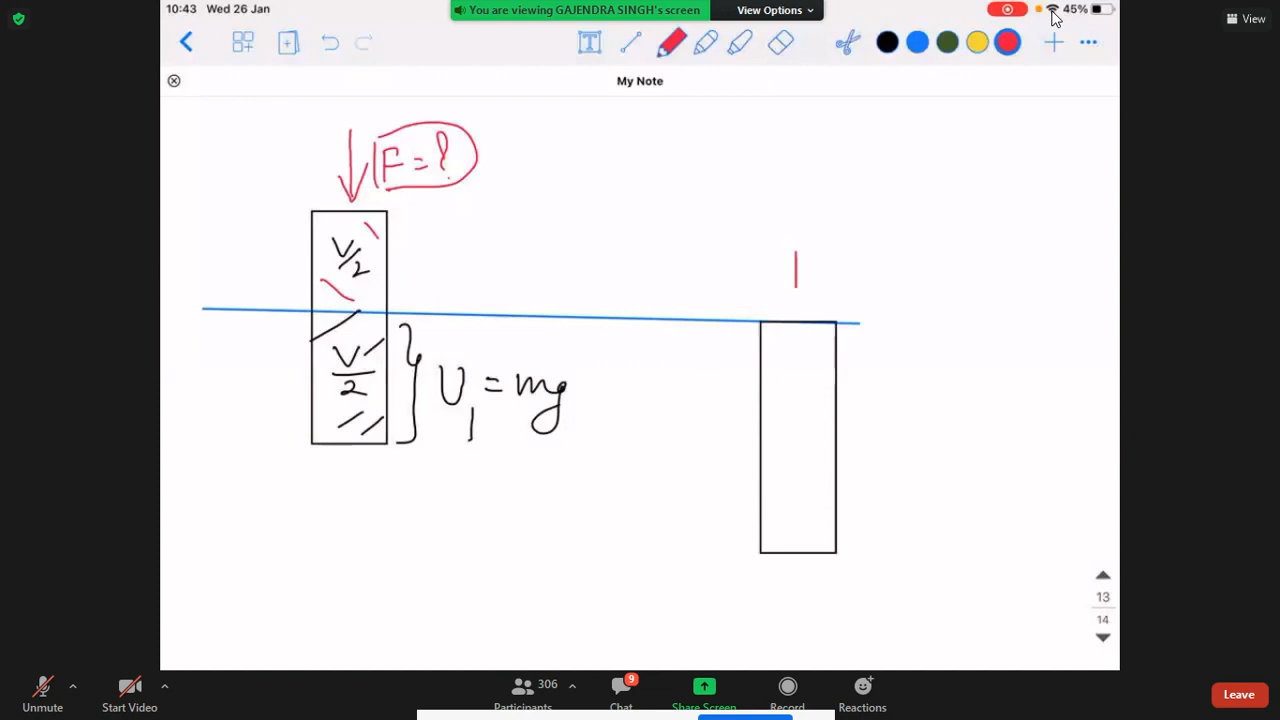 10:43 Wed 26 Jan
You are viewing GAJENDRA SINGH's screen
View Options
45%
View
My Note
F = ?
V/2
V/2
U1 = mg
13
14
Unmute
Start Video
306
Participants
9
Chat
Share Screen
Record
Reactions
Leave